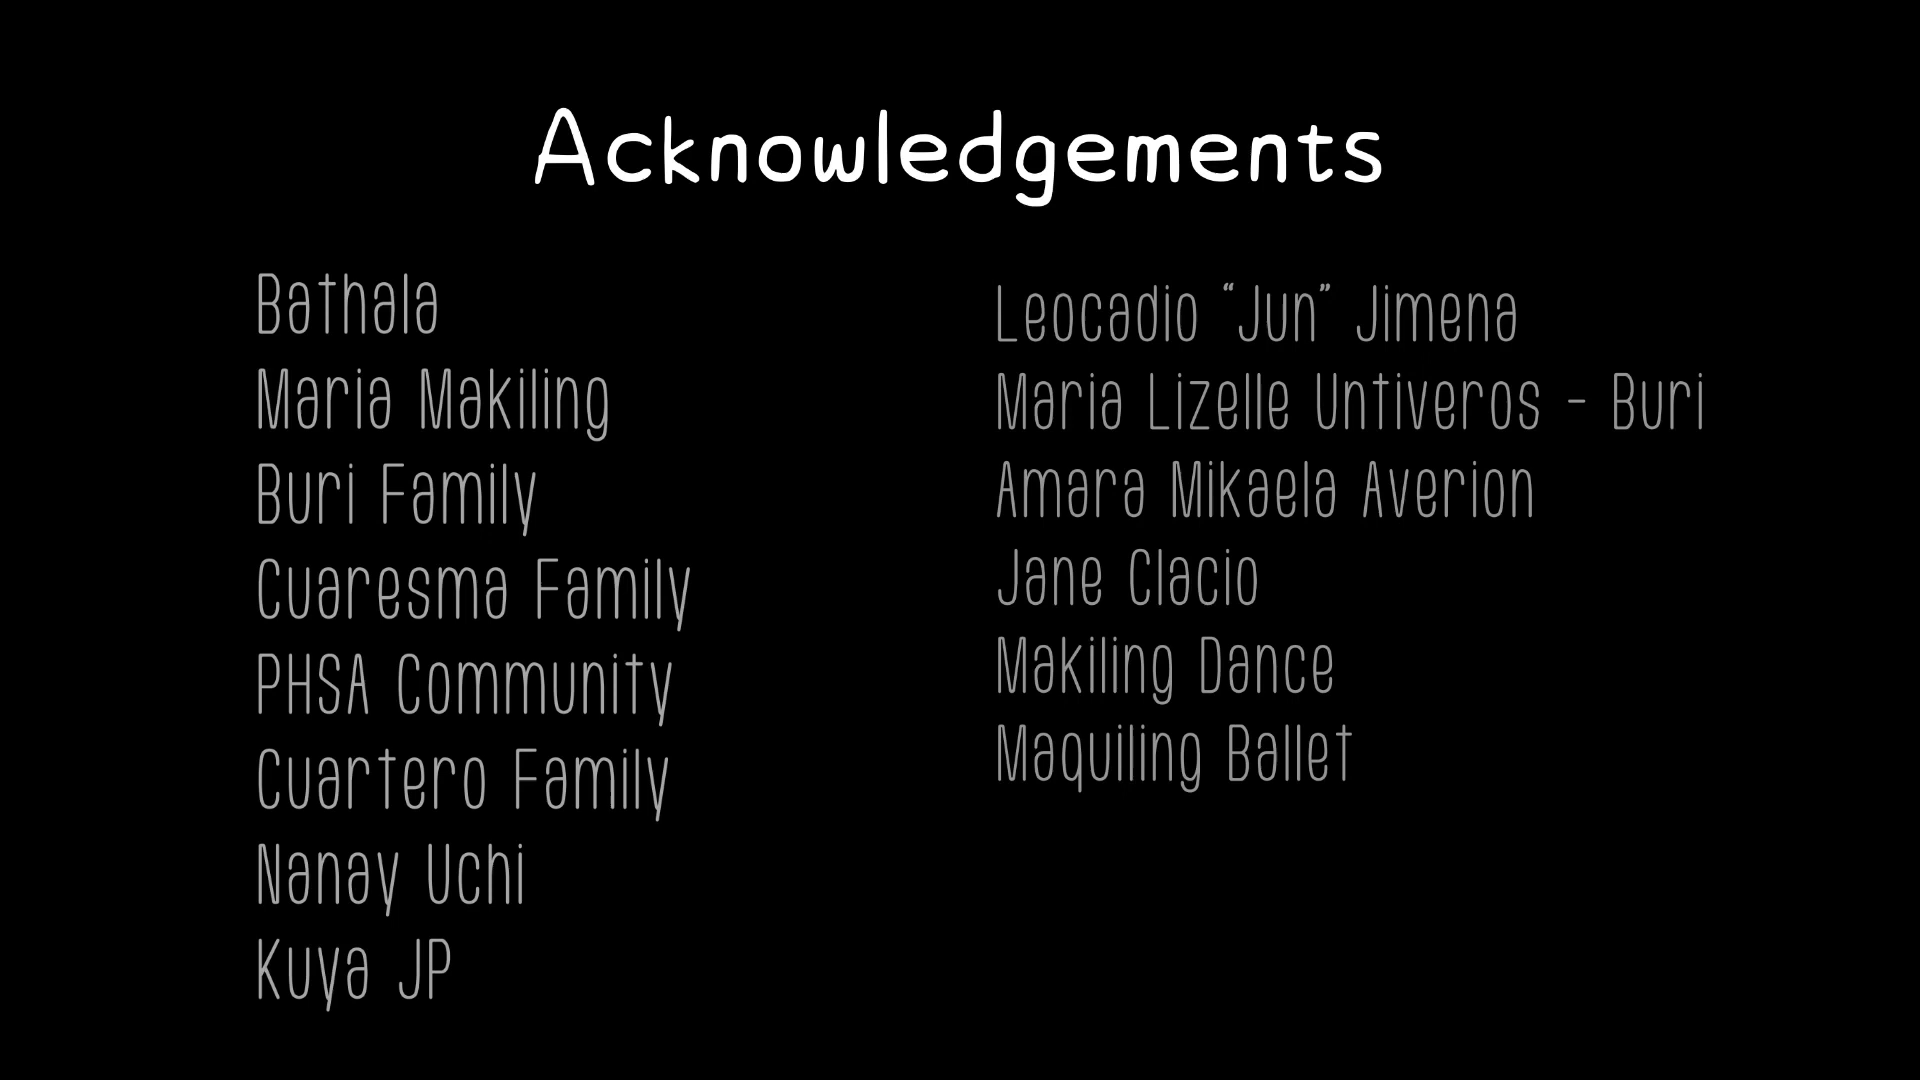 Acknowledgements
Bathala
Maria Makiling
Buri Family
Cuaresma Family
PHSA Community
Cuartero Family
Nanay Uchi
Kuya JP
Leocadio “Jun” Jimena
Maria Lizelle Untiveros - Buri
Amara Mikaela Averion
Jane Clacio
Makiling Dance
Maquiling Ballet